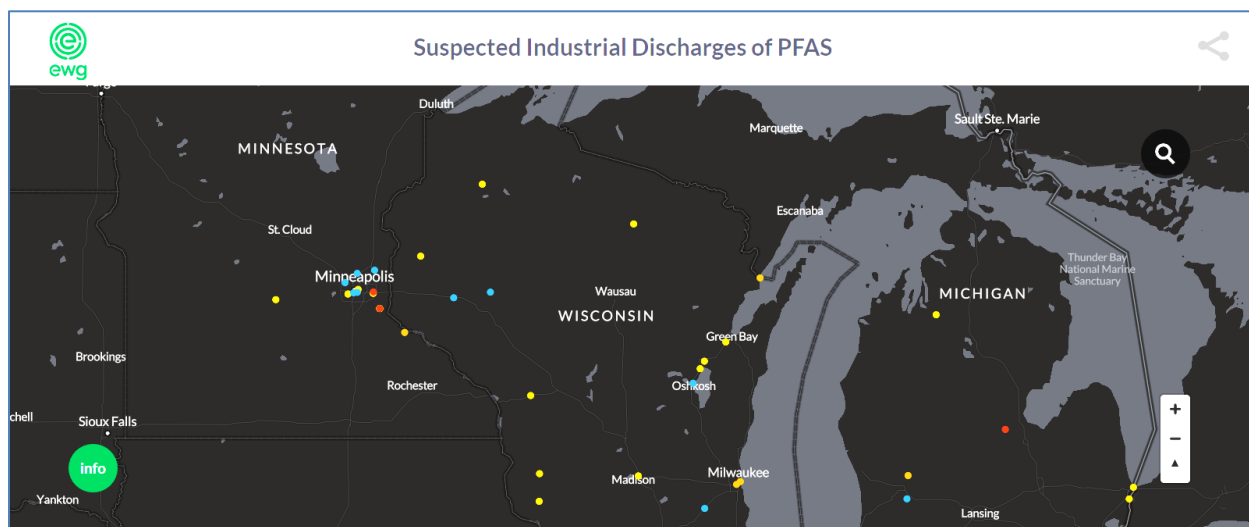 ewg
Suspected Industrial Discharges of PFAS
Duluth
Sault Ste. Marie
Marquette
MINNESOTA
Escanaba
St. Cloud
Thunder Bay
National Marine
Sanctuary
Minneapolis
Wausau
MICHIGAN
WISCONSIN
Green Bay
Brookings
Rochester
Oshkosh
chell
Sioux Falls
+
−
info
Madison
Milwaukee
Yankton
Lansing